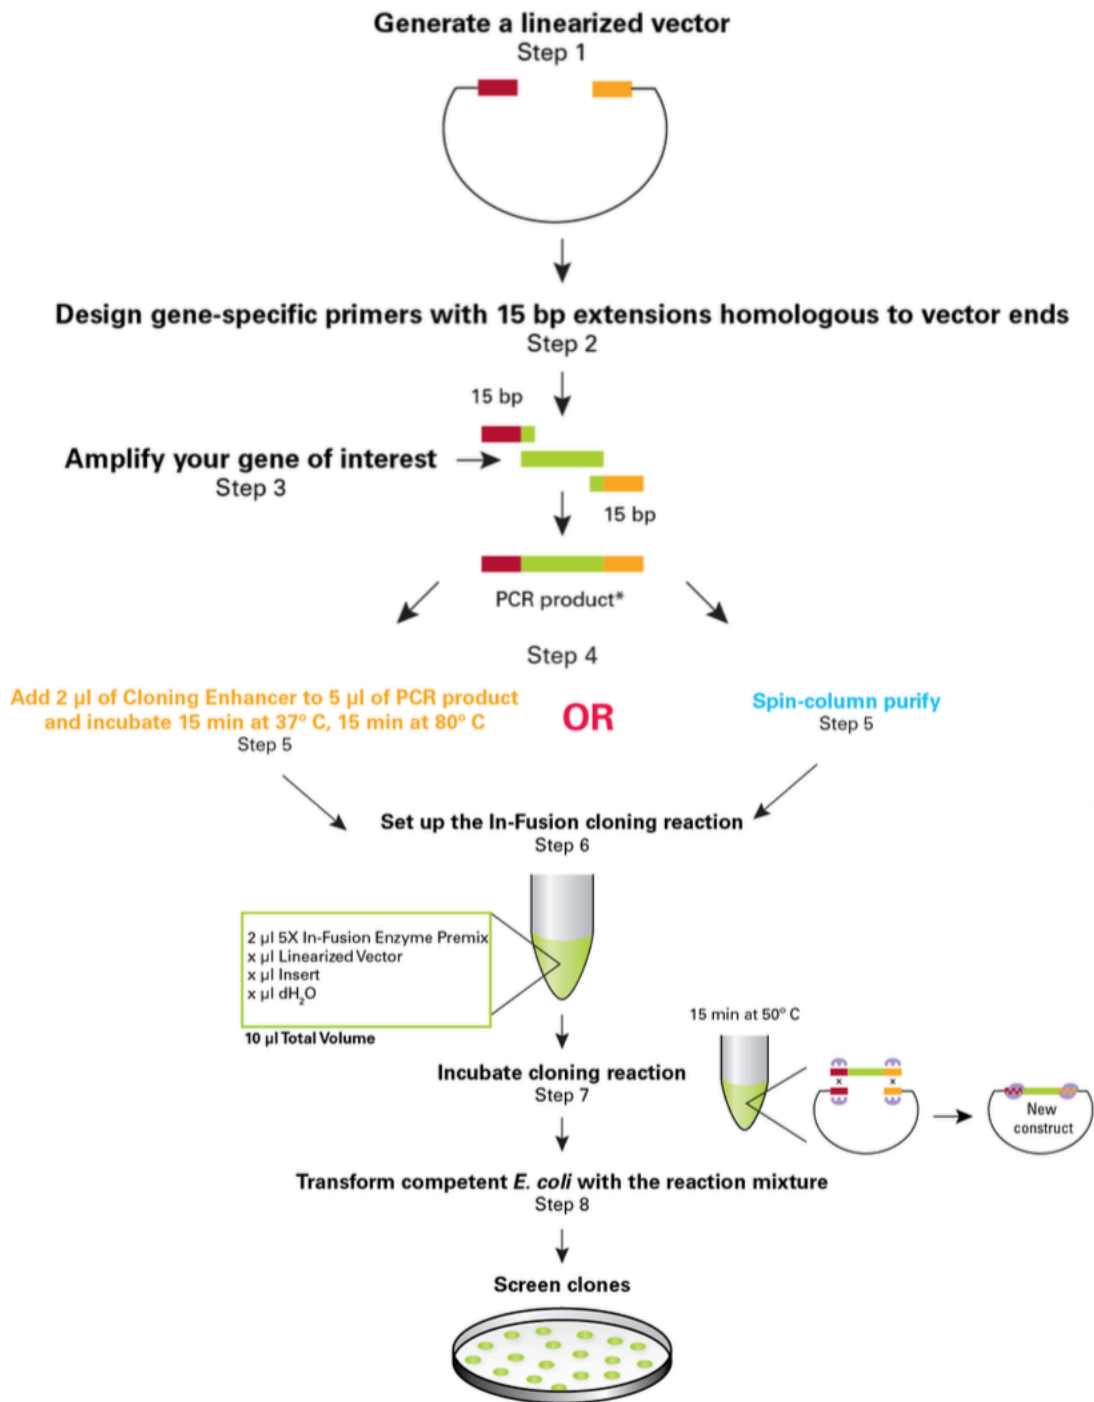 Generate a linearized vector
Step 1
Design gene-specific primers with 15 bp extensions homologous to vector ends
Step 2
15 bp
Amplify your gene of interest
Step 3
15 bp
PCR product*
Step 4
Add 2 µl of Cloning Enhancer to 5 µl of PCR product
and incubate 15 min at 37º C, 15 min at 80º C
Step 5
OR
Spin-column purify
Step 5
Set up the In-Fusion cloning reaction
Step 6
2 µl 5X In-Fusion Enzyme Premix
x µl Linearized Vector
x µl Insert
x µl dH₂O
10 µl Total Volume
15 min at 50º C
Incubate cloning reaction
Step 7
x x
New
construct
Transform competent E. coli with the reaction mixture
Step 8
Screen clones